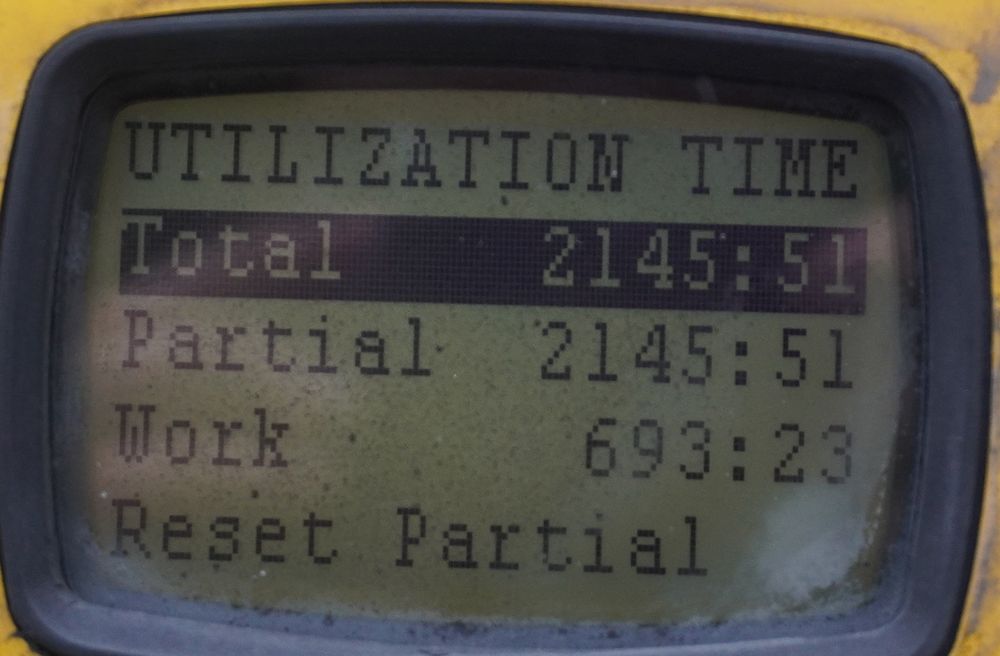 UTILIZATION TIME
Total 2145:51
Partial 2145:51
Work 693:23
Reset Partial